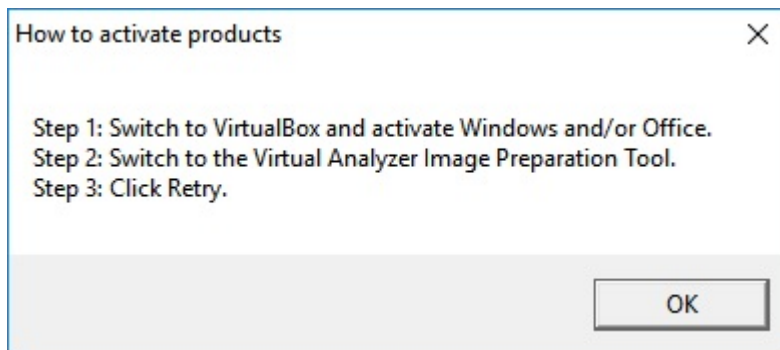 How to activate products
Step 1: Switch to VirtualBox and activate Windows and/or Office.
Step 2: Switch to the Virtual Analyzer Image Preparation Tool.
Step 3: Click Retry.
OK